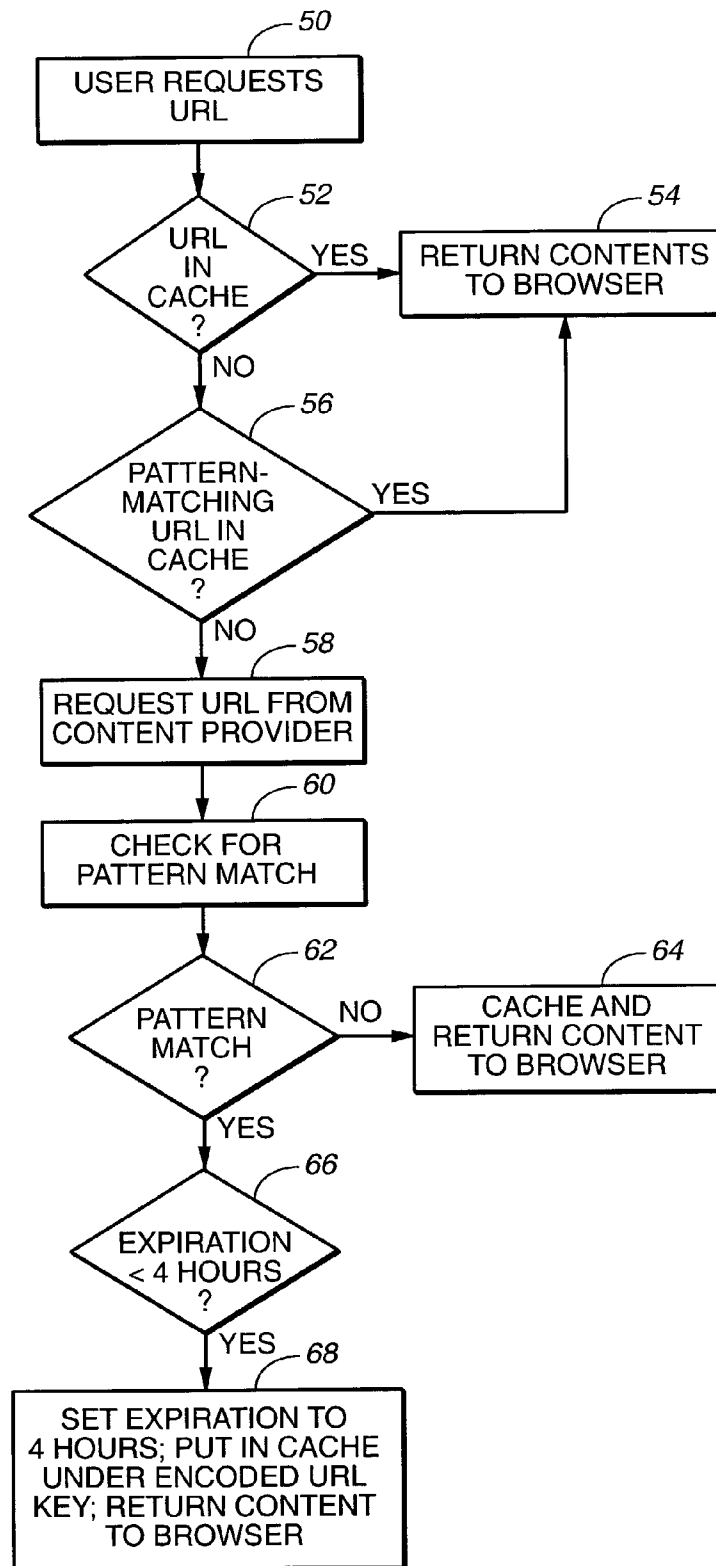 50
USER REQUESTS
URL
52
URL
IN
CACHE
?
YES
54
RETURN CONTENTS
TO BROWSER
NO
56
PATTERN-
MATCHING
URL IN
CACHE
?
YES
NO
58
REQUEST URL FROM
CONTENT PROVIDER
60
CHECK FOR
PATTERN MATCH
62
PATTERN
MATCH
?
NO
64
CACHE AND
RETURN CONTENT
TO BROWSER
YES
66
EXPIRATION
< 4 HOURS
?
YES
68
SET EXPIRATION TO
4 HOURS; PUT IN CACHE
UNDER ENCODED URL
KEY; RETURN CONTENT
TO BROWSER